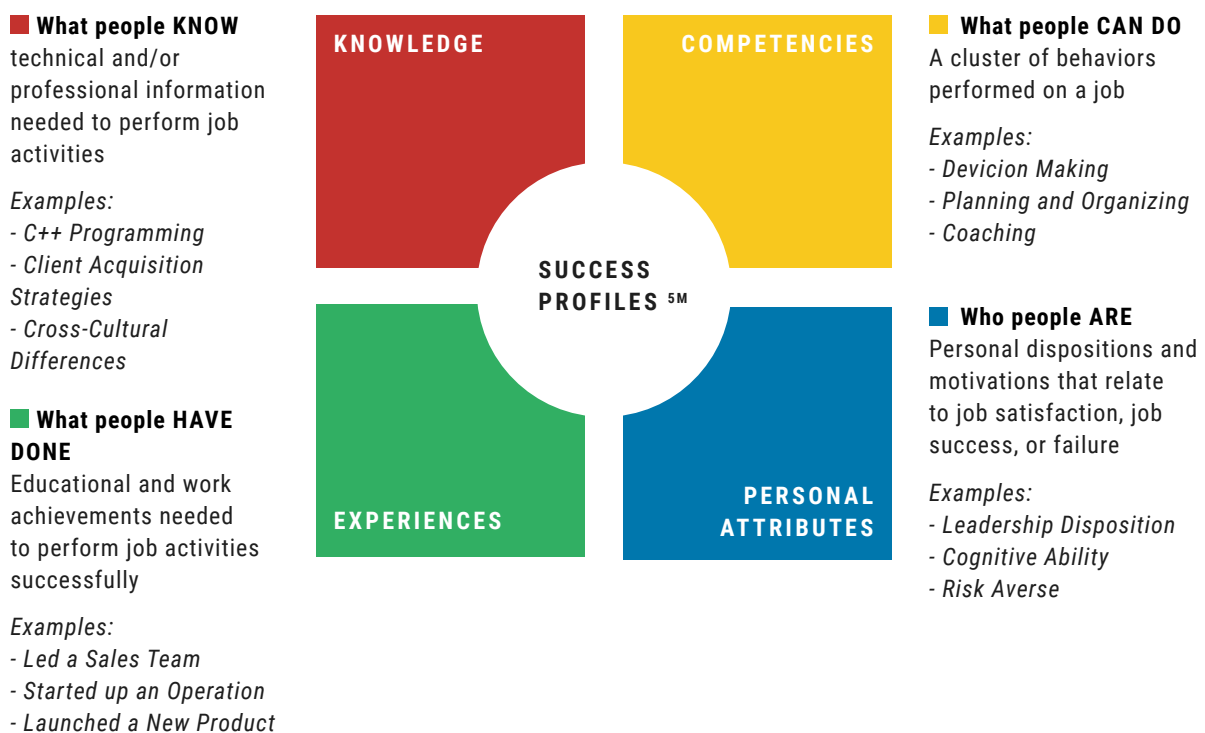 What people KNOW
technical and/or
professional information
needed to perform job
activities
Examples:
- C++ Programming
- Client Acquisition
Strategies
- Cross-Cultural
Differences
What people HAVE
DONE
Educational and work
achievements needed
to perform job activities
successfully
Examples:
- Led a Sales Team
- Started up an Operation
- Launched a New Product
KNOWLEDGE
COMPETENCIES
SUCCESS
PROFILES 5M
EXPERIENCES
PERSONAL
ATTRIBUTES
What people CAN DO
A cluster of behaviors
performed on a job
Examples:
- Devicion Making
- Planning and Organizing
- Coaching
Who people ARE
Personal dispositions and
motivations that relate
to job satisfaction, job
success, or failure
Examples:
- Leadership Disposition
- Cognitive Ability
- Risk Averse